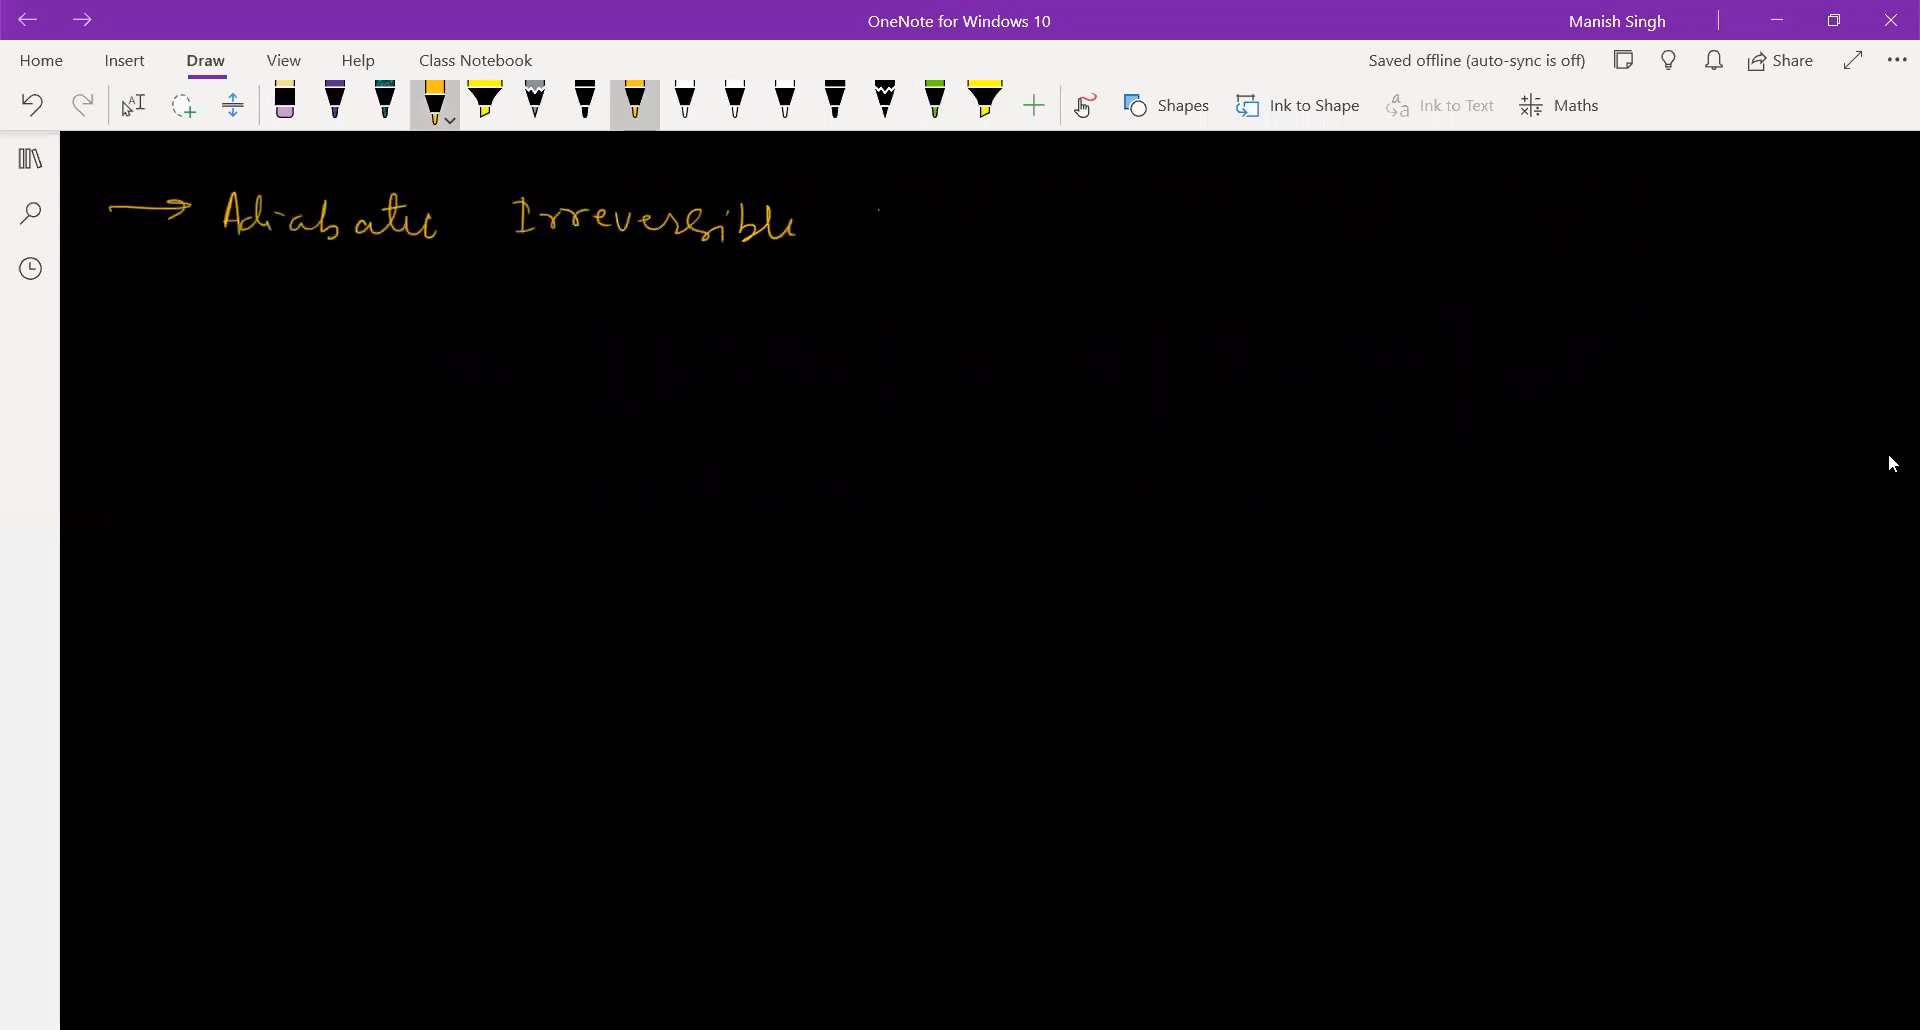 OneNote for Windows 10 Manish Singh
Home Insert Draw View Help Class Notebook Saved offline (auto-sync is off) Share
Shapes Ink to Shape Ink to Text Maths
→ Adiabatic Irreversible